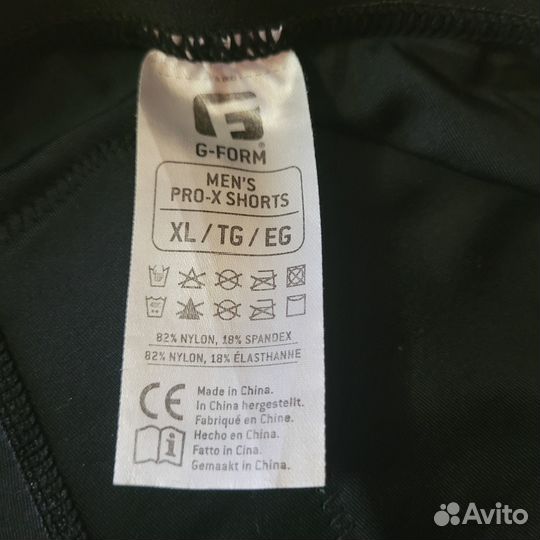 G-FORM®
MEN'S
PRO-X SHORTS
XL / TG / EG
82% NYLON, 18% SPANDEX
82% NYLON, 18% ÉLASTHANNE
CE
Made in China.
In China hergestellt.
Fabriqué en Chine.
Hecho en China.
Fatto in Cina.
Gemaakt in China.
Avito